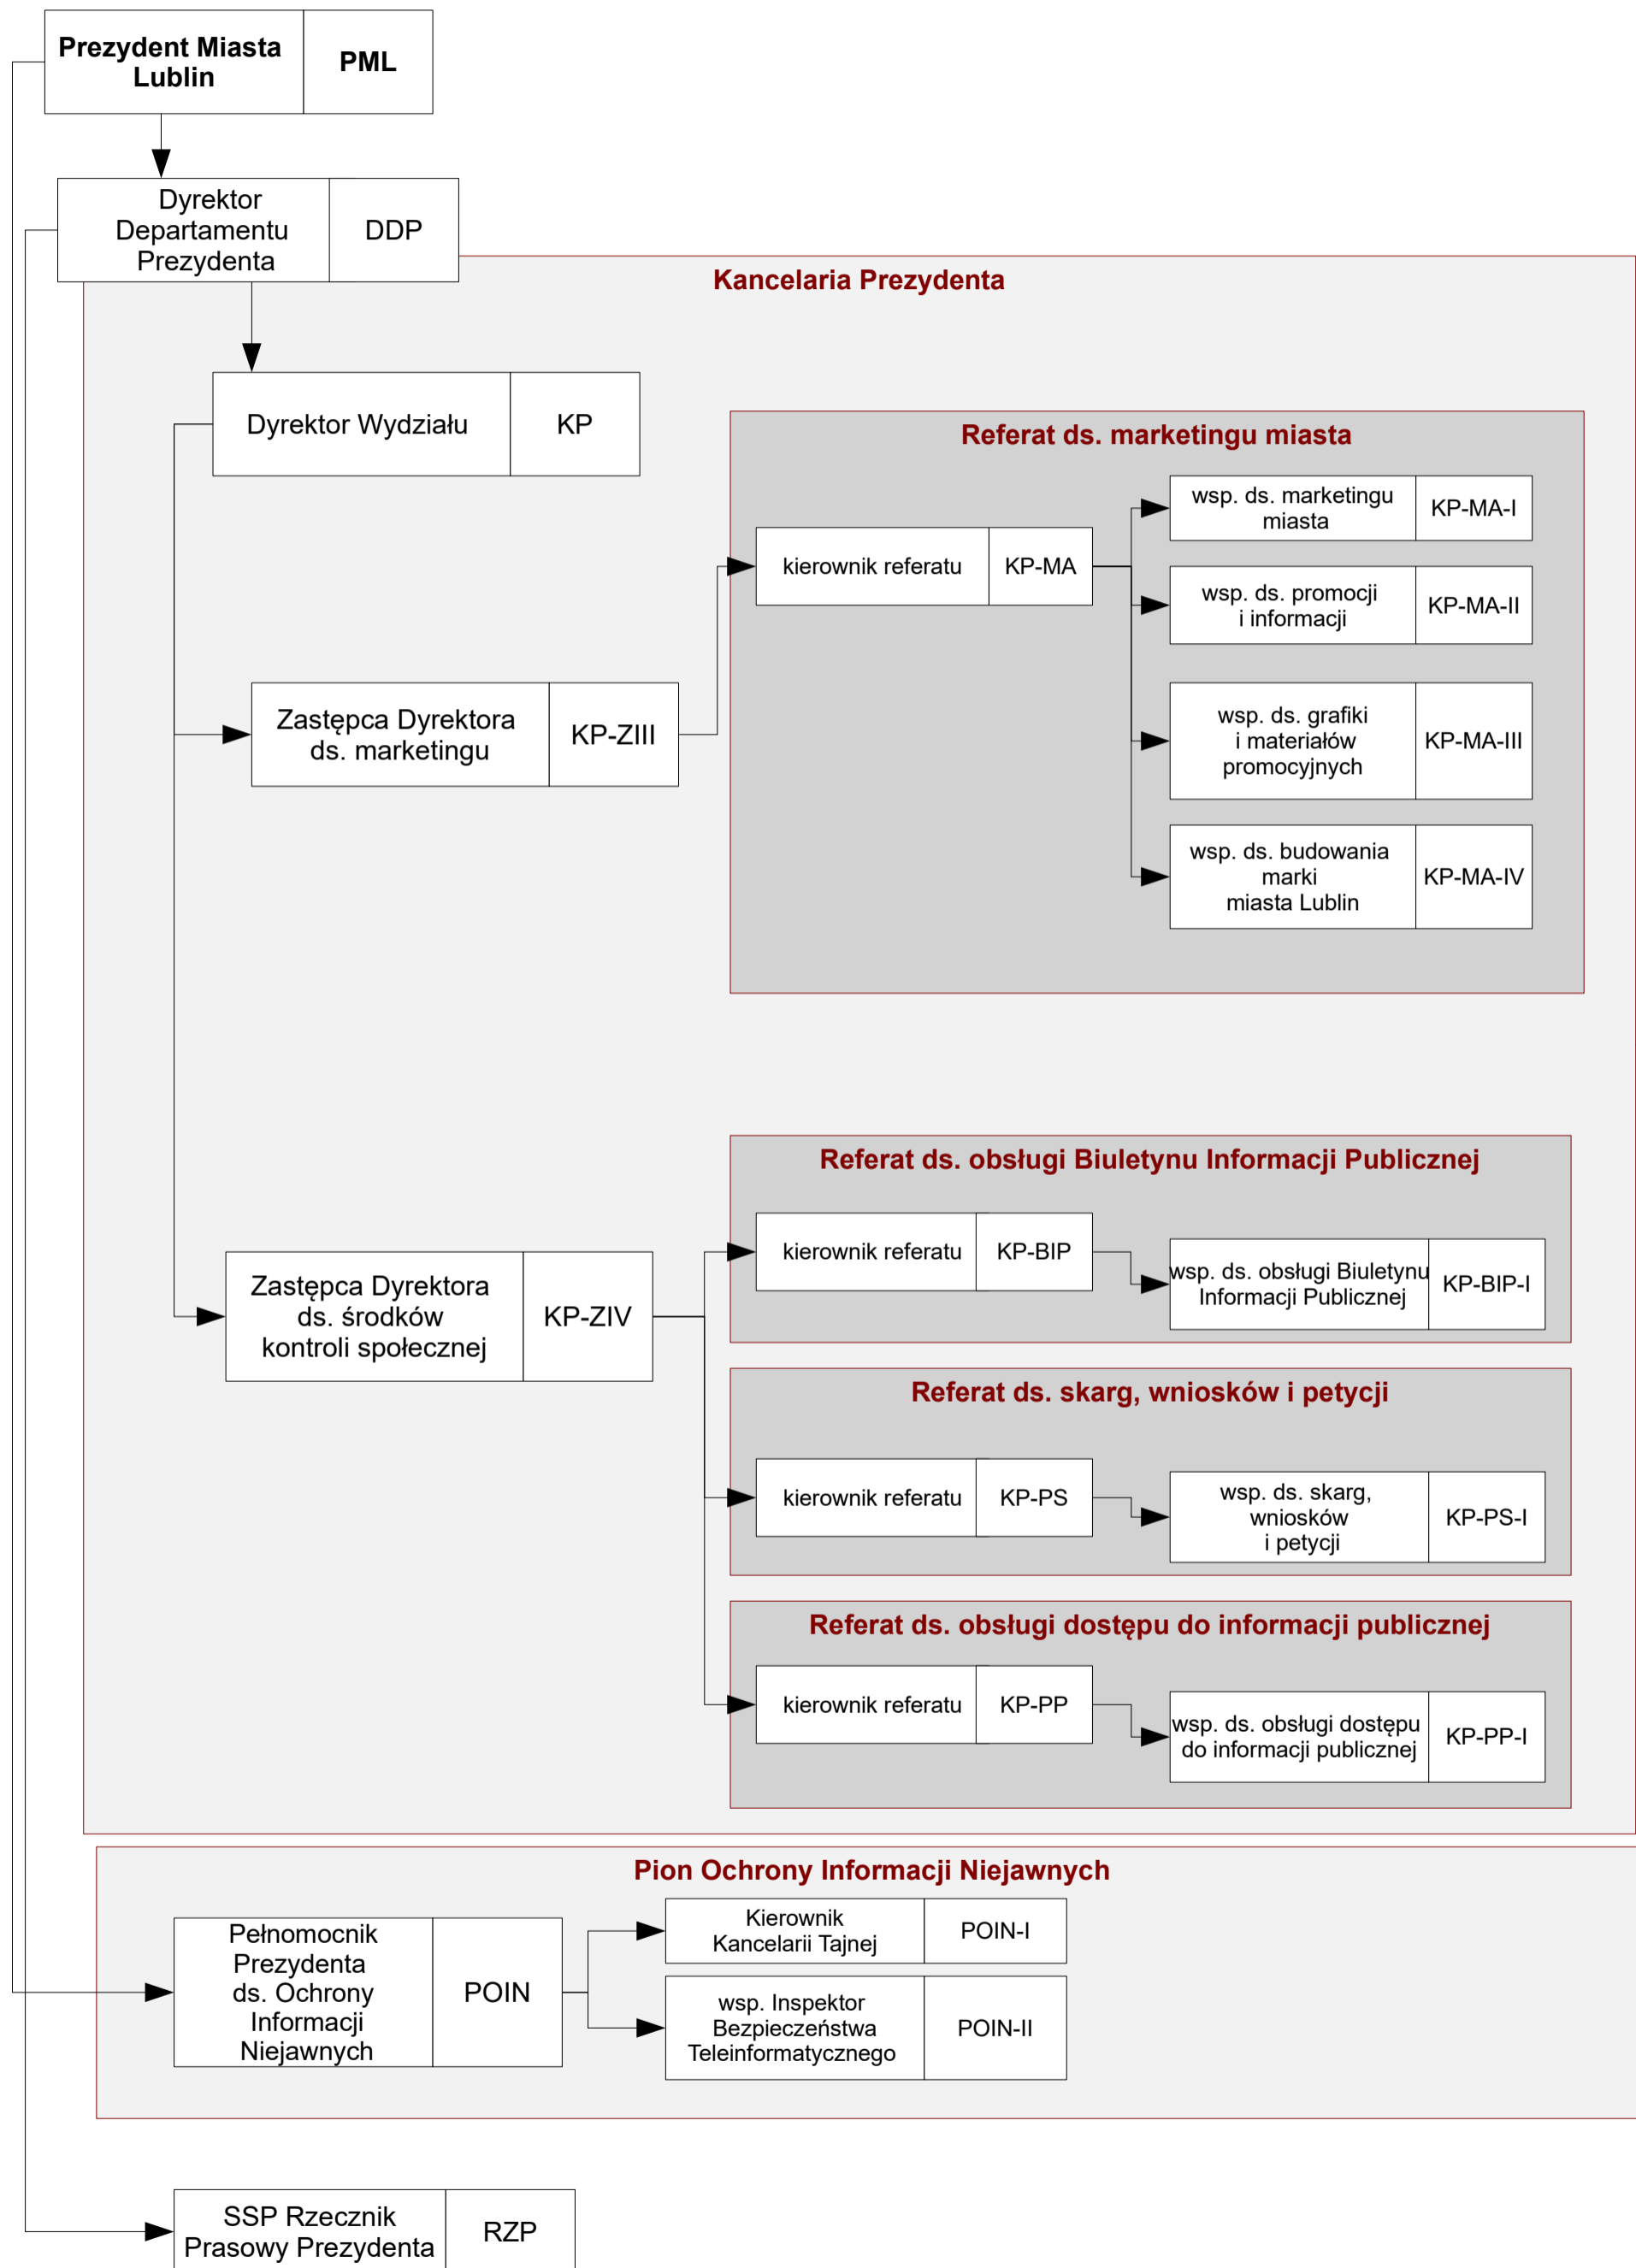 Prezydent Miasta
Lublin
PML
Dyrektor
Departamentu
Prezydenta
DDP
Kancelaria Prezydenta
Dyrektor Wydziału
KP
Referat ds. marketingu miasta
kierownik referatu
KP-MA
wsp. ds. marketingu
miasta
KP-MA-I
wsp. ds. promocji
i informacji
KP-MA-II
Zastępca Dyrektora
ds. marketingu
KP-ZIII
wsp. ds. grafiki
i materiałów
promocyjnych
KP-MA-III
wsp. ds. budowania
marki
miasta Lublin
KP-MA-IV
Referat ds. obsługi Biuletynu Informacji Publicznej
kierownik referatu
KP-BIP
wsp. ds. obsługi Biuletynu
Informacji Publicznej
KP-BIP-I
Zastępca Dyrektora
ds. środków
kontroli społecznej
KP-ZIV
Referat ds. skarg, wniosków i petycji
kierownik referatu
KP-PS
wsp. ds. skarg,
wniosków
i petycji
KP-PS-I
Referat ds. obsługi dostępu do informacji publicznej
kierownik referatu
KP-PP
wsp. ds. obsługi dostępu
do informacji publicznej
KP-PP-I
Pion Ochrony Informacji Niejawnych
Pełnomocnik
Prezydenta
ds. Ochrony
Informacji
Niejawnych
POIN
Kierownik
Kancelarii Tajnej
POIN-I
wsp. Inspektor
Bezpieczeństwa
Teleinformatycznego
POIN-II
SSP Rzecznik
Prasowy Prezydenta
RZP